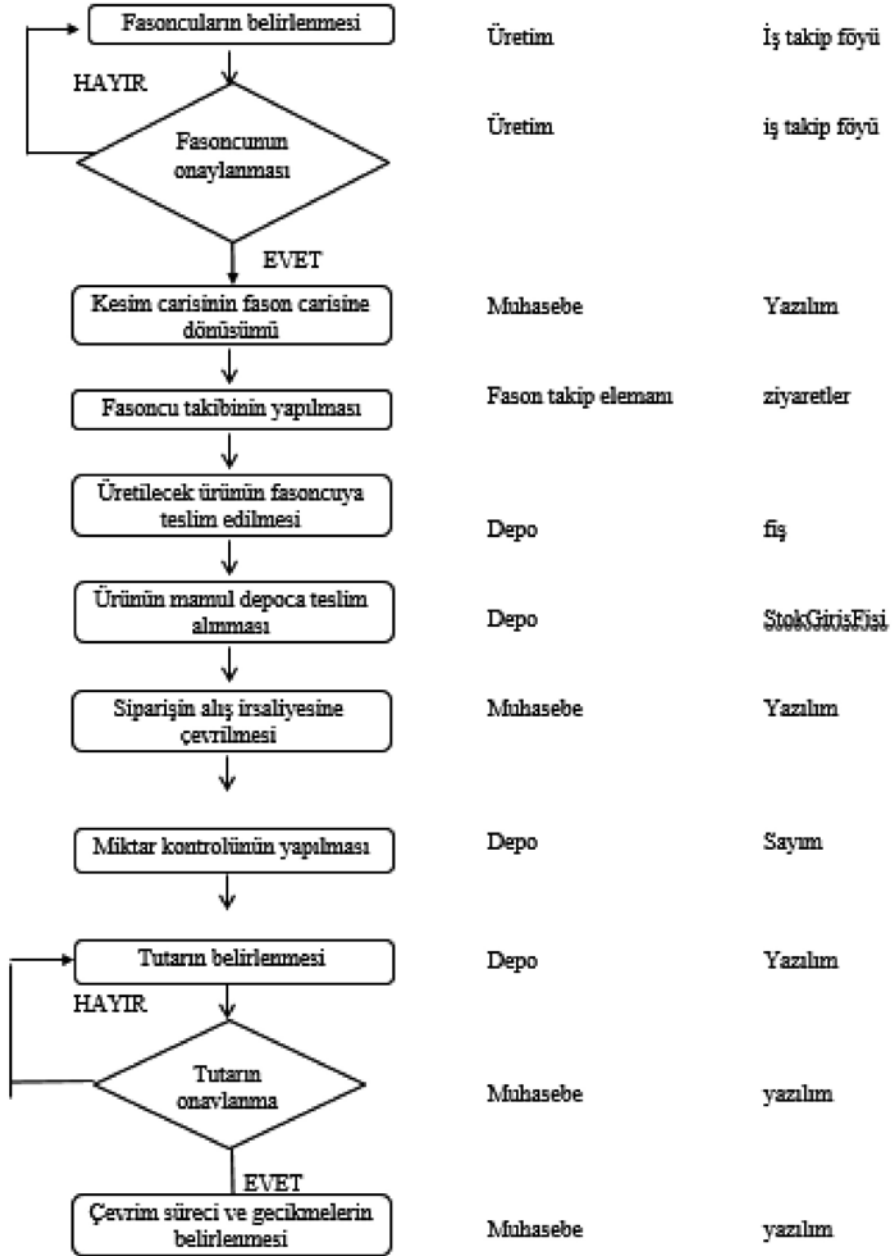 Fasoncuların belirlenmesi
Üretim
İş takip föyü
HAYIR
Fasoncunun
onaylanması
Üretim
iş takip föyü
EVET
Kesim carisinin fason carisine
dönüsümü
Muhasebe
Yazılım
Fasoncu takibinin yapılması
Fason takip elemanı
ziyaretler
Üretilecek ürünün fasoncuya
teslim edilmesi
Depo
fiş
Ürünün mamul depoca teslim
alınması
Depo
StokGirisFisi
Siparişin alış irsaliyesine
çevrilmesi
Muhasebe
Yazılım
Miktar kontrolünün yapılması
Depo
Sayım
Tutarın belirlenmesi
Depo
Yazılım
HAYIR
Tutarın
onavlanma
Muhasebe
yazılım
EVET
Çevrim süreci ve gecikmelerin
belirlenmesi
Muhasebe
yazılım